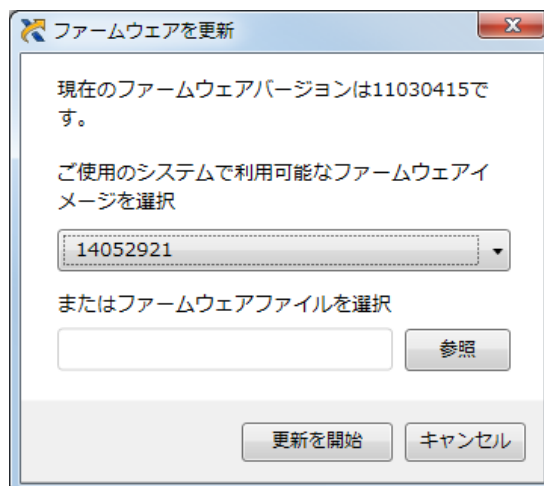 ファームウェアを更新
現在のファームウェアバージョンは11030415で
す。
ご使用のシステムで利用可能なファームウェアイ
メージを選択
14052921
またはファームウェアファイルを選択
参照
更新を開始
キャンセル